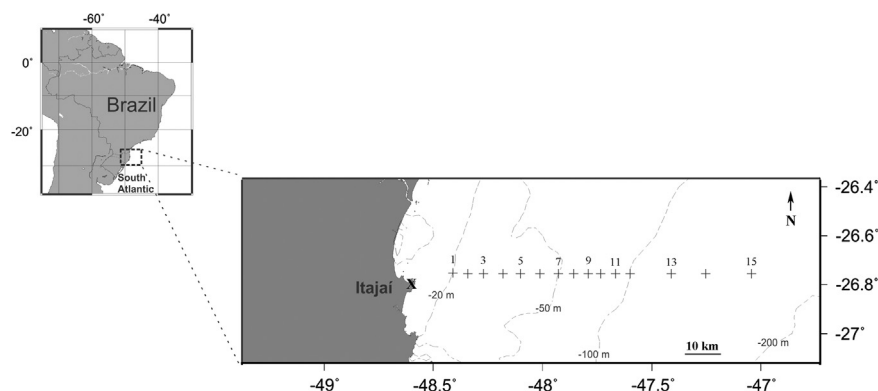 -60˚ -40˚
0˚
-20˚
Brazil
South
Atlantic
-26.4˚
N
-26.6˚
1 3 5 7 9 11 13 15
Itajaí X -26.8˚
-20 m
-50 m
10 km -27˚
-100 m -200 m
-49˚ -48.5˚ -48˚ -47.5˚ -47˚